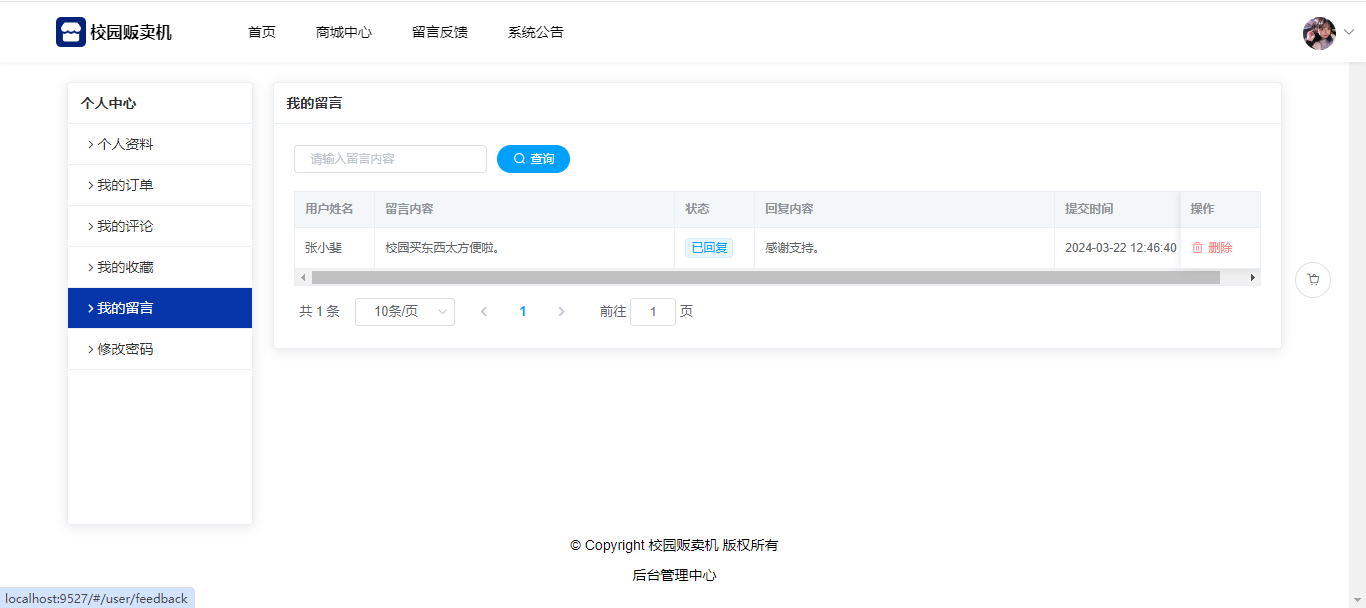 校园贩卖机 首页 商城中心 留言反馈 系统公告
个人中心
个人资料
我的订单
我的评论
我的收藏
我的留言
修改密码
我的留言
请输入留言内容 查询
用户姓名 留言内容 状态 回复内容 提交时间 操作
张小斐 校园买东西太方便啦。 已回复 感谢支持。 2024-03-22 12:46:40 删除
共 1 条 10条/页 1 前往 1 页
© Copyright 校园贩卖机 版权所有
后台管理中心
localhost:9527/#/user/feedback